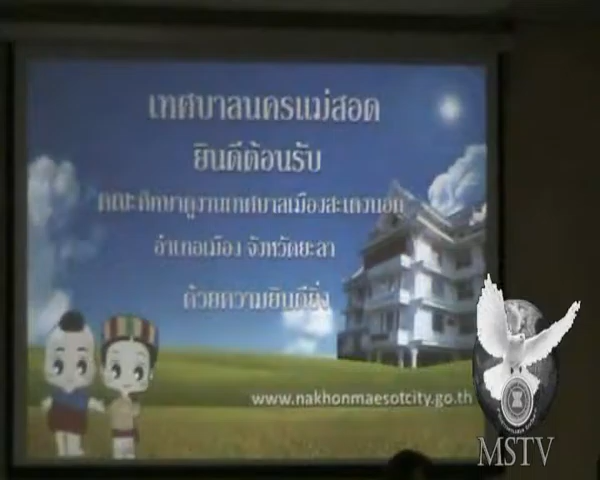 เทศบาลนครแม่สอด
ยินดีต้อนรับ
คณะศึกษาดูงานเทศบาลเมืองสะเตงนอก
อำเภอเมือง จังหวัดยะลา
ด้วยความยินดียิ่ง
www.nakhonmaesotcity.go.th
MSTV